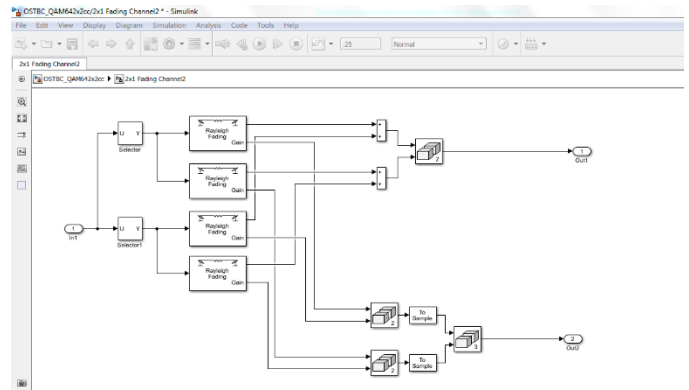 OSTBC_QAM642x2cc/2x1 Fading Channel2 * - Simulink
File Edit View Display Diagram Simulation Analysis Code Tools Help
.25 Normal
2x1 Fading Channel2
OSTBC_QAM642x2cc 2x1 Fading Channel2
U Y
Selector
Rayleigh
Fading
Gain
+
+
2
1
Out1
Rayleigh
Fading
Gain
+
+
1
In1
U Y
Selector1
Rayleigh
Fading
Gain
Rayleigh
Fading
Gain
2
To
Sample
3
2
Out2
2
To
Sample